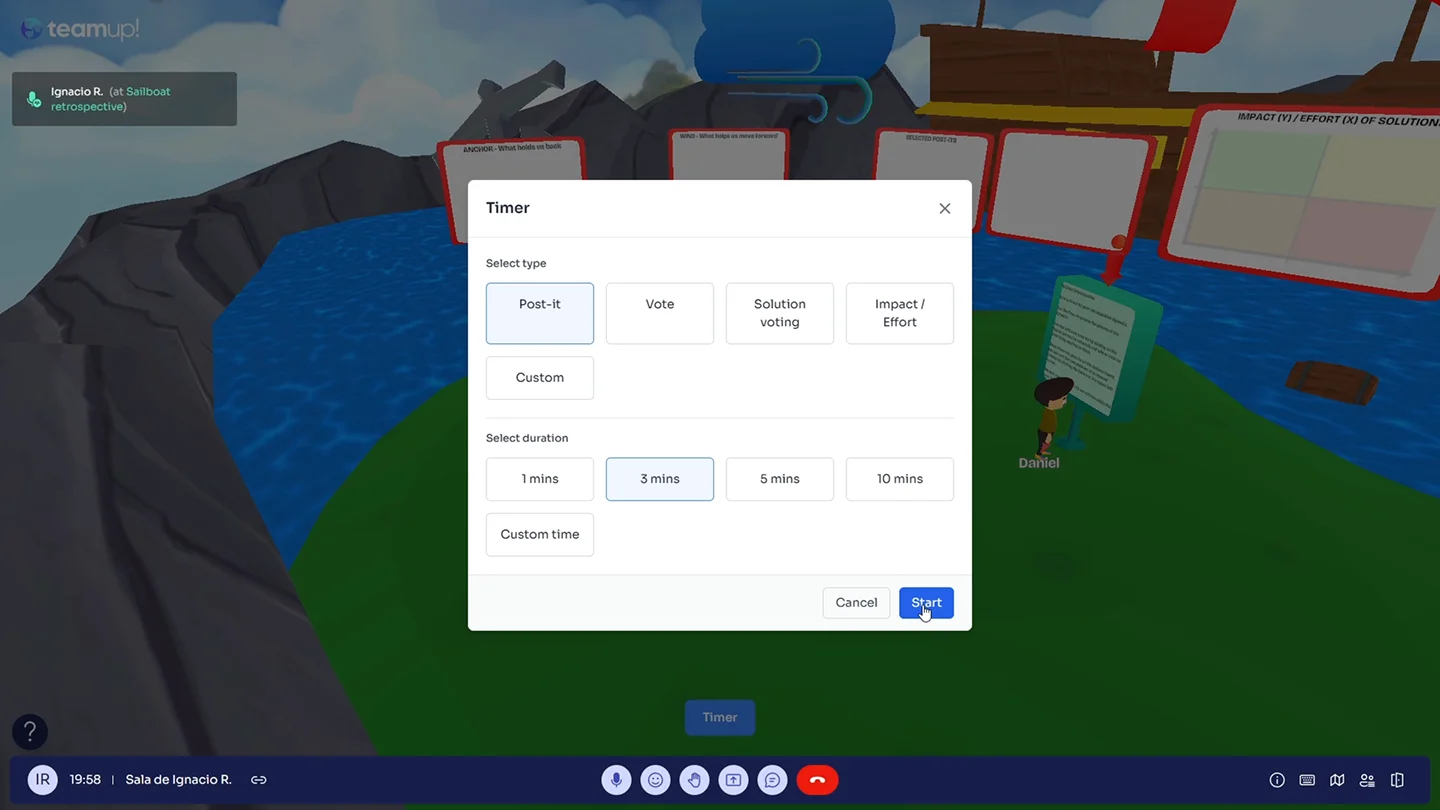 teamup!
Ignacio R. (at Sailboat
retrospective)
ANCHOR - What holds us back
WIND - What helps us move forward
SELECTED POST-ITS
IMPACT (Y) / EFFORT (X) OF SOLUTION
Timer
Select type
Post-it
Vote
Solution
voting
Impact /
Effort
Custom
Select duration
1 mins
3 mins
5 mins
10 mins
Custom time
Cancel
Start
Daniel
Timer
?
IR
19:58 | Sala de Ignacio R.